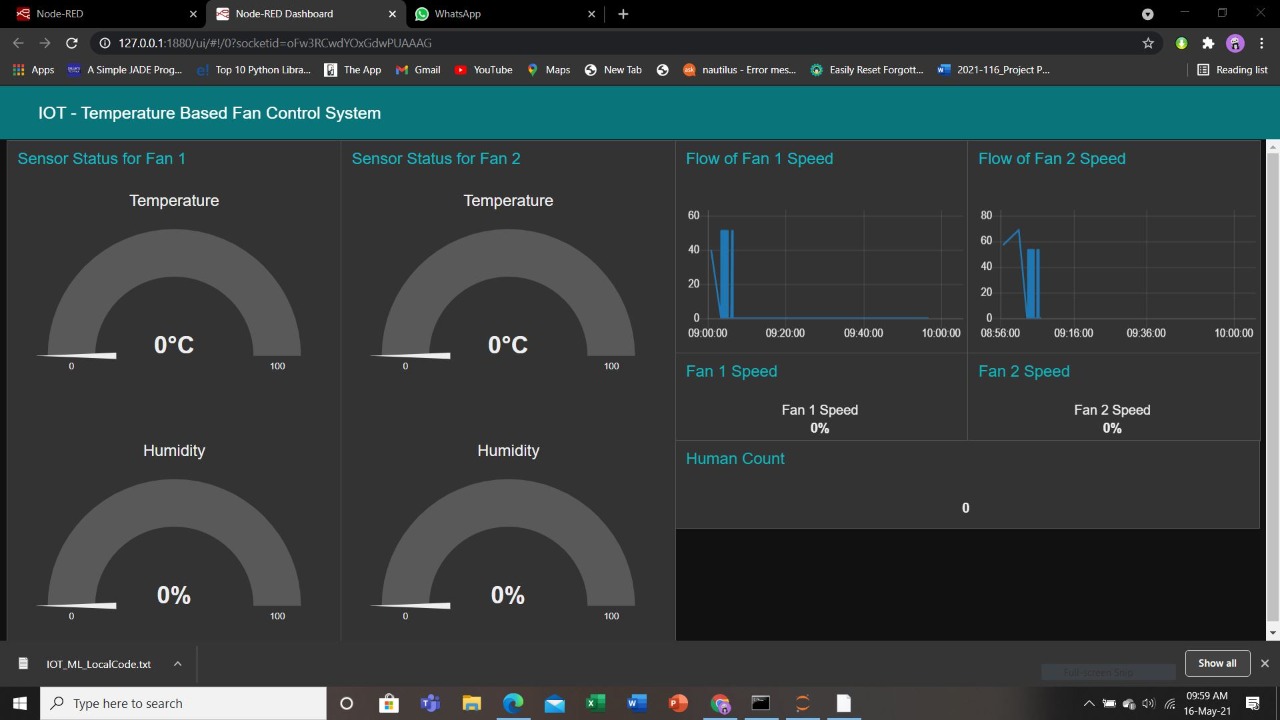 Node-RED
Node-RED Dashboard
WhatsApp
127.0.0.1:1880/ui/#!/0?socketid=oFw3RCwdYOxGdwPUAAAG
Apps
A Simple JADE Prog...
Top 10 Python Libra...
The App
Gmail
YouTube
Maps
New Tab
nautilus - Error mes...
Easily Reset Forgott...
2021-116_Project P...
Reading list
IOT - Temperature Based Fan Control System
Sensor Status for Fan 1
Temperature
0°C
0
100
Humidity
0%
0
100
Sensor Status for Fan 2
Temperature
0°C
0
100
Humidity
0%
0
100
Flow of Fan 1 Speed
60
40
20
0
09:00:00 09:20:00 09:40:00 10:00:00
Flow of Fan 2 Speed
80
60
40
20
0
08:56:00 09:16:00 09:36:00 10:00:00
Fan 1 Speed
Fan 1 Speed
0%
Fan 2 Speed
Fan 2 Speed
0%
Human Count
0
IOT_ML_LocalCode.txt
Full-screen Snip
Show all
Type here to search
09:59 AM
16-May-21